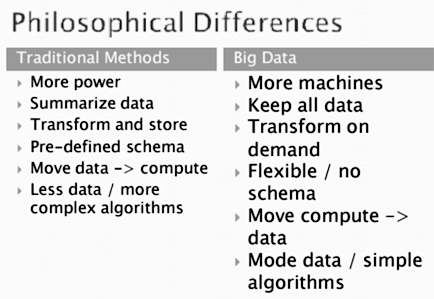 Philosophical Differences
Traditional Methods
More power
Summarize data
Transform and store
Pre-defined schema
Move data -> compute
Less data / more
complex algorithms
Big Data
More machines
Keep all data
Transform on
demand
Flexible / no
schema
Move compute ->
data
Mode data / simple
algorithms